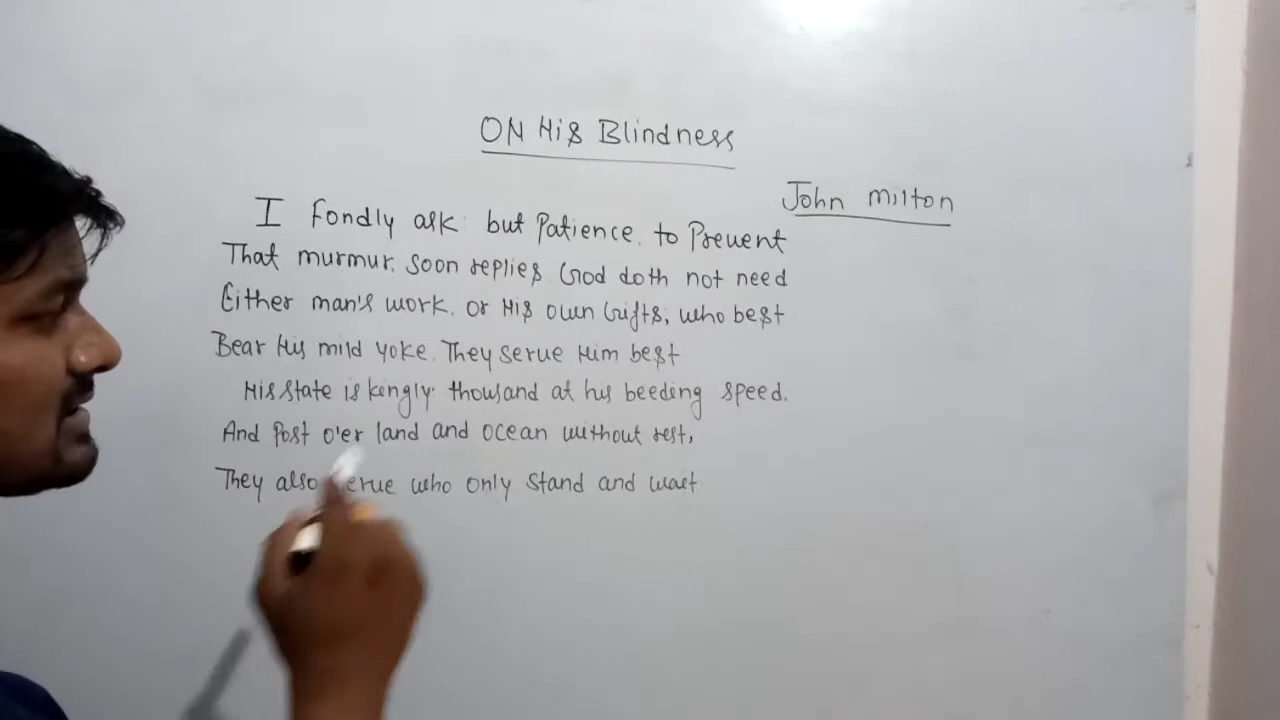 ON His Blindness
John Milton
I fondly ask but Patience. to Prevent
That murmur. soon replies God doth not need
Either man's work. or His own Gifts, who best
Bear His mild yoke. They serve Him best
His state is kingly. thousand at his beeding speed.
And Post o'er land and ocean without rest,
They also serve who only stand and wait